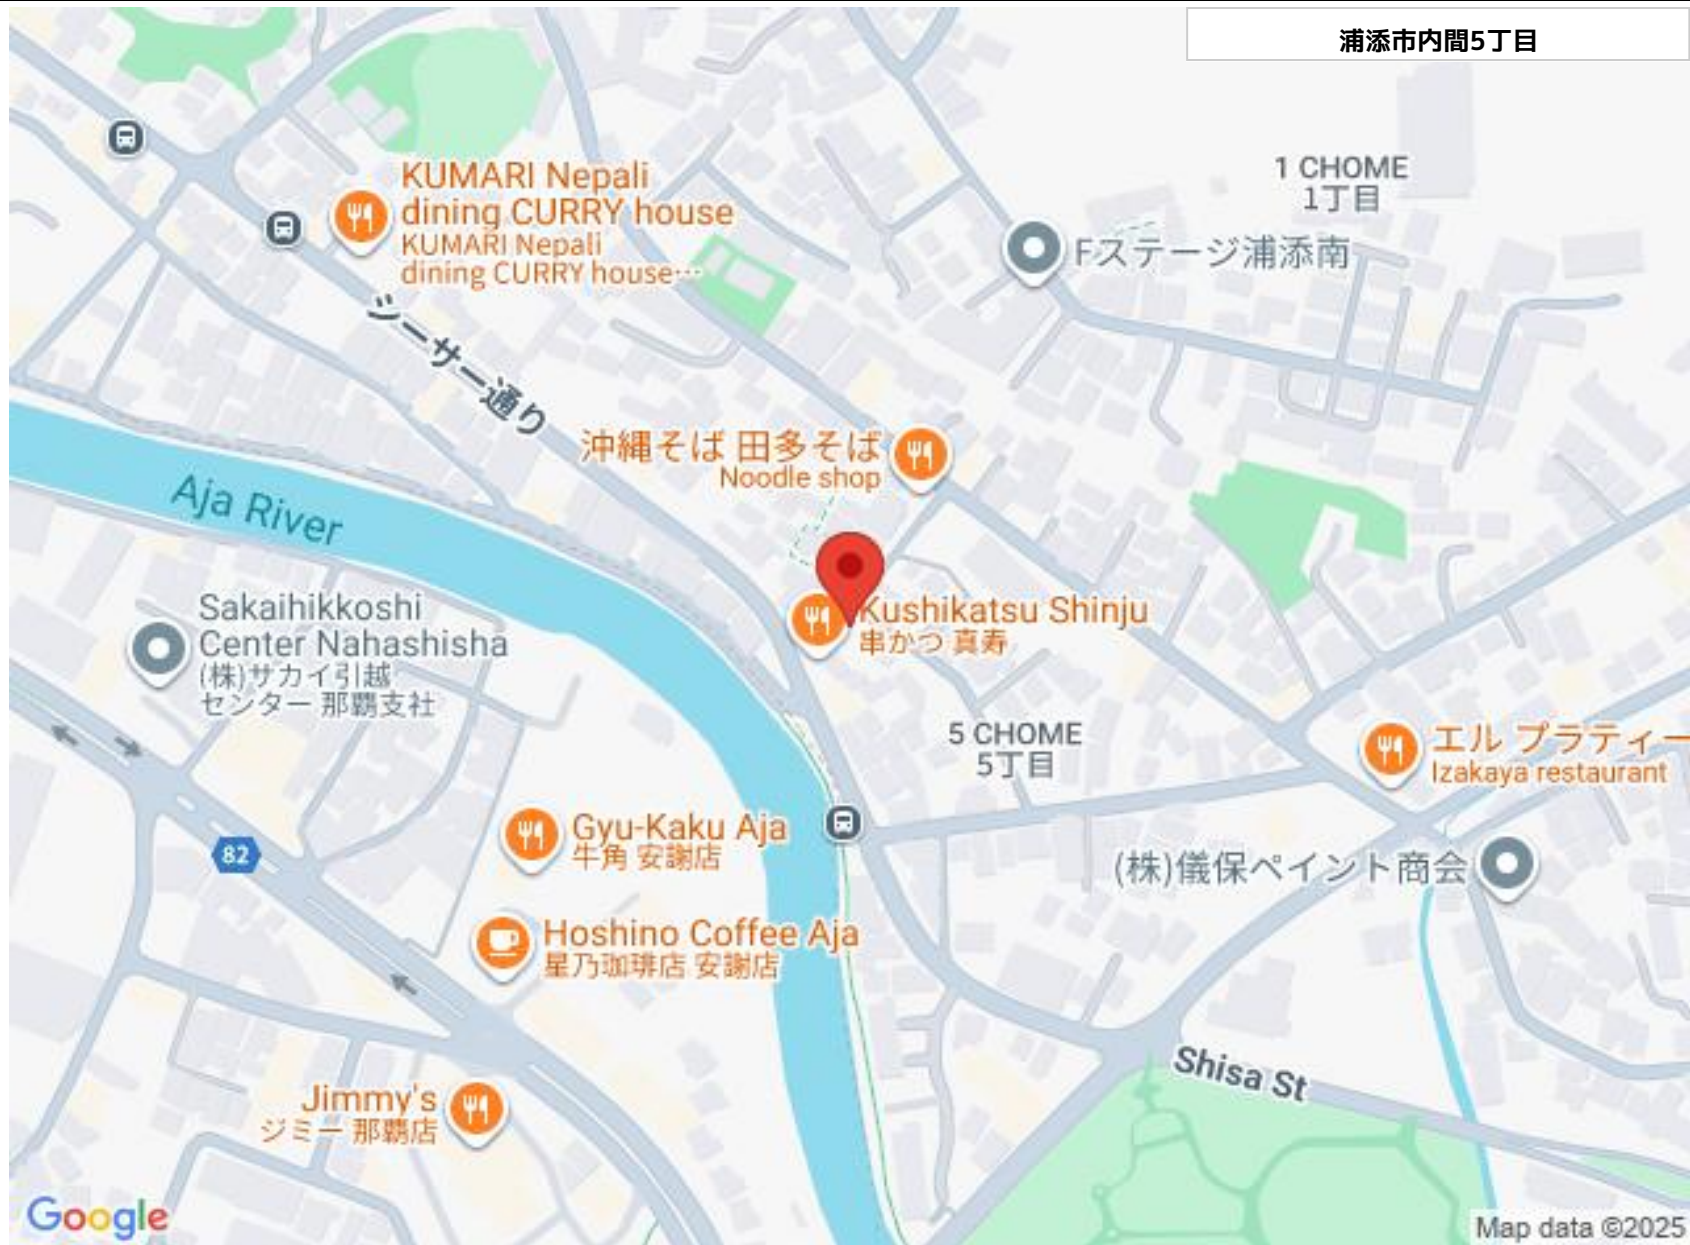 浦添市内間5丁目
1 CHOME
1丁目
KUMARI Nepali
dining CURRY house
KUMARI Nepali
dining CURRY house…
Fステージ浦添南
ジーサー通り
沖縄そば 田多そば
Noodle shop
Aja River
Kushikatsu Shinju
串かつ 真寿
Sakaihikkoshi
Center Nahashisha
(株)サカイ引越
センター 那覇支社
5 CHOME
5丁目
エル プラティー
Izakaya restaurant
Gyu-Kaku Aja
牛角 安謝店
82
(株)儀保ペイント商会
Hoshino Coffee Aja
星乃珈琲店 安謝店
Shisa St
Jimmy's
ジミー 那覇店
Google
Map data ©2025